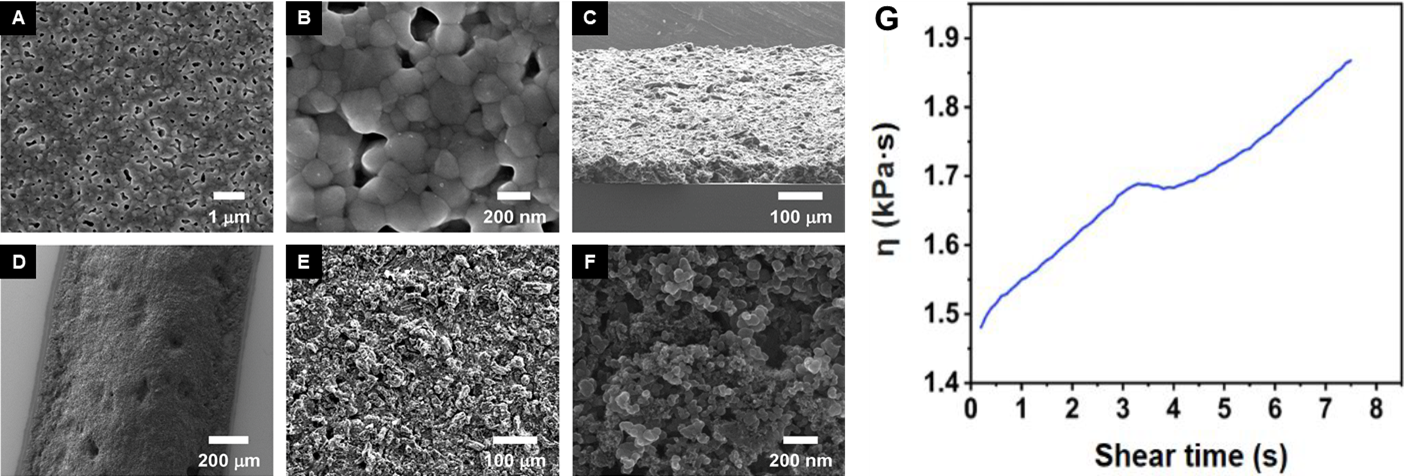 A
B
C
G
1 μm
200 nm
100 μm
D
E
F
200 μm
100 μm
200 nm
η (kPa·s)
1.9
1.8
1.7
1.6
1.5
1.4
0 1 2 3 4 5 6 7 8
Shear time (s)